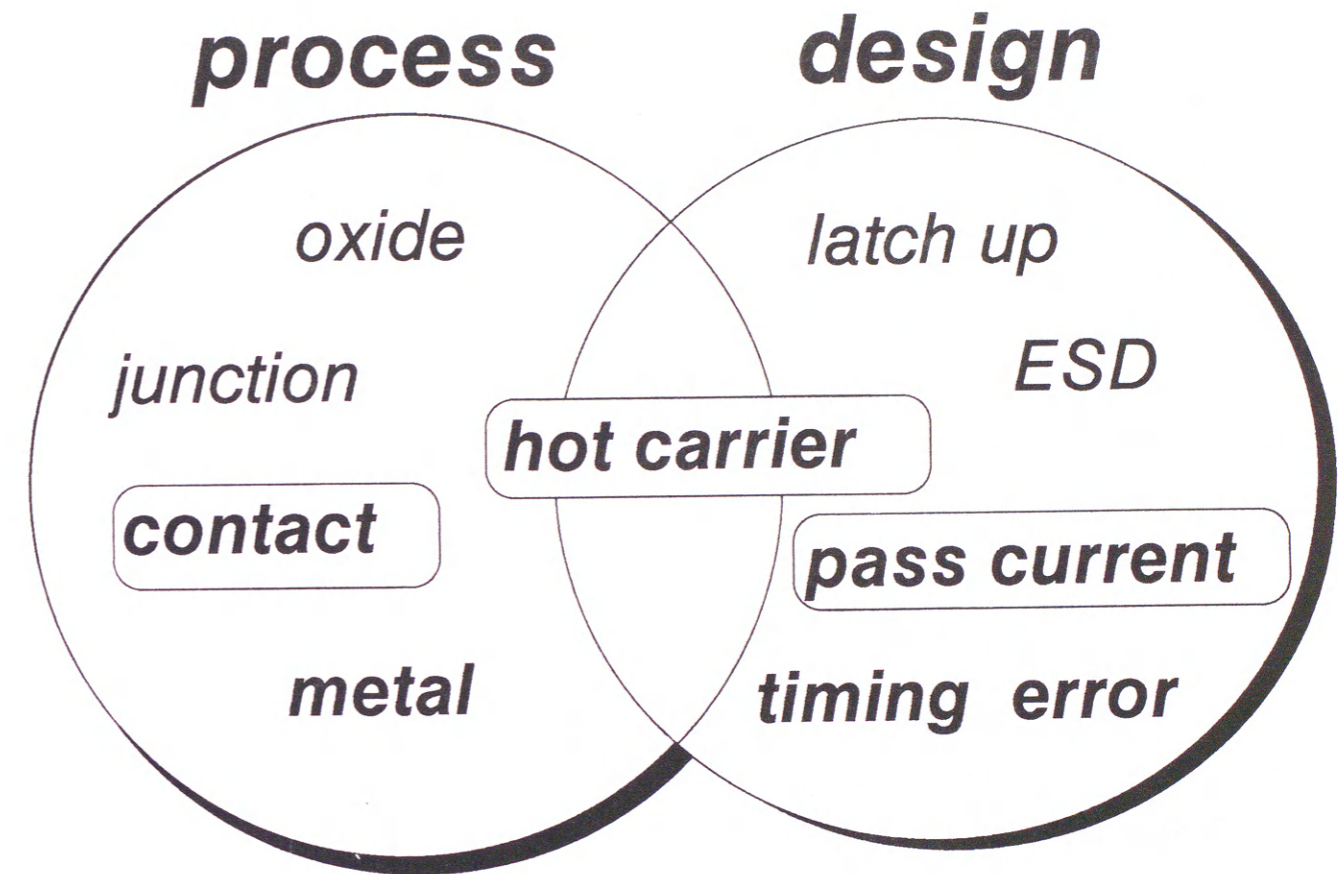 process
design
oxide
junction
contact
metal
hot carrier
latch up
ESD
pass current
timing error